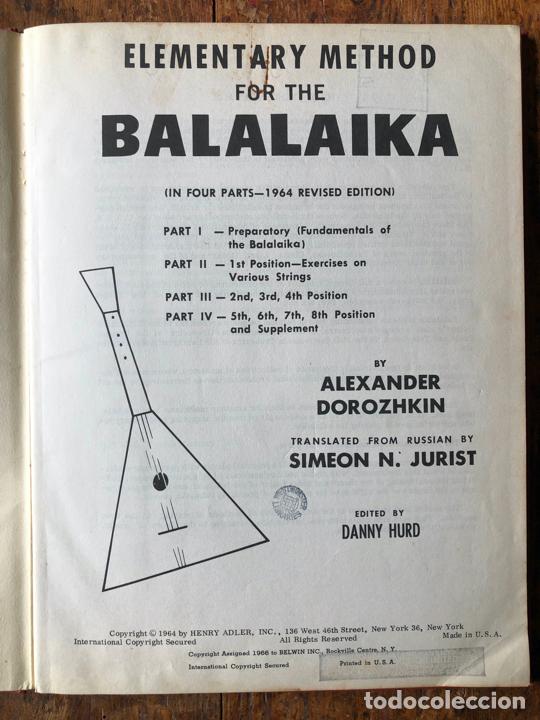 ELEMENTARY METHOD
FOR THE
BALALAIKA
(IN FOUR PARTS—1964 REVISED EDITION)
PART I — Preparatory (Fundamentals of
the Balalaika)
PART II — 1st Position—Exercises on
Various Strings
PART III — 2nd, 3rd, 4th Position
PART IV — 5th, 6th, 7th, 8th Position
and Supplement
BY
ALEXANDER
DOROZHKIN
TRANSLATED FROM RUSSIAN BY
SIMEON N. JURIST
EDITED BY
DANNY HURD
Copyright © 1964 by HENRY ADLER, INC., 136 West 46th Street, New York 36, New York
International Copyright Secured All Rights Reserved Made in U.S.A.
Copyright Assigned 1966 to BELWIN INC., Rockville Centre, N. Y.
International Copyright Secured Printed in U.S.A.
todocoleccion